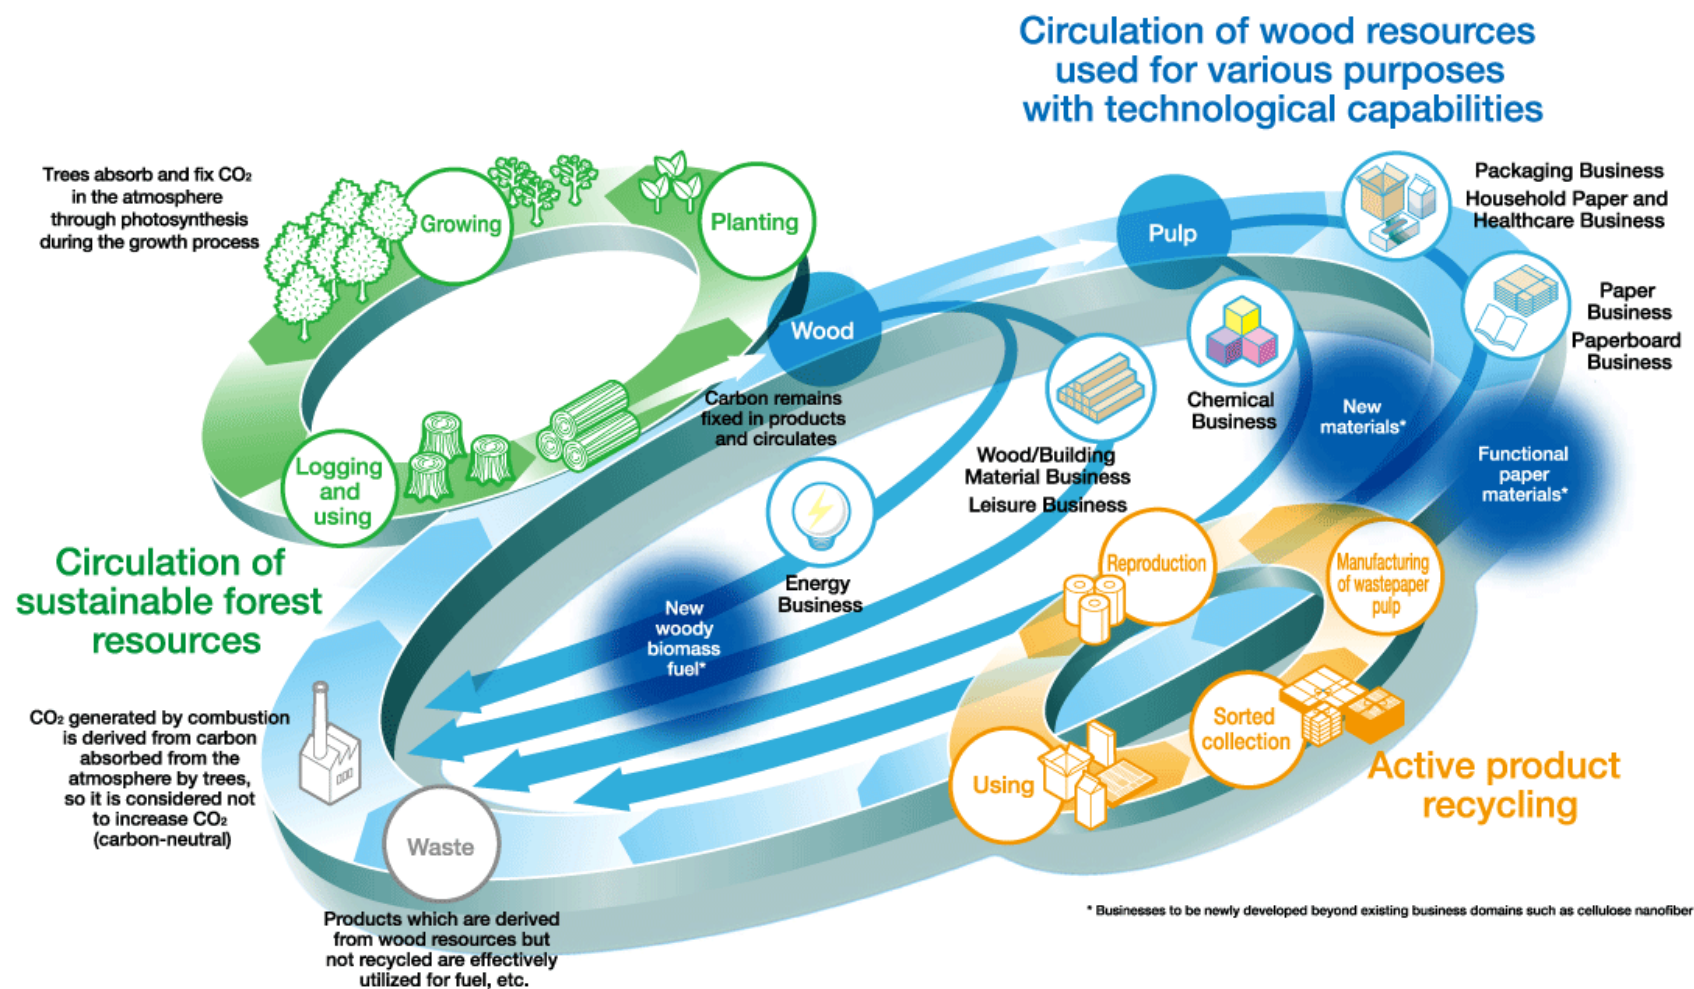 Circulation of wood resources
used for various purposes
with technological capabilities
Trees absorb and fix CO₂
in the atmosphere
through photosynthesis
during the growth process
Growing
Planting
Logging
and
using
Circulation of
sustainable forest
resources
Wood
Carbon remains
fixed in products
and circulates
Pulp
Packaging Business
Household Paper and
Healthcare Business
Paper
Business
Paperboard
Business
Chemical
Business
New
materials*
Functional
paper
materials*
Wood/Building
Material Business
Leisure Business
Energy
Business
New
woody
biomass
fuel*
Reproduction
Manufacturing
of wastepaper
pulp
Sorted
collection
Using
Active product
recycling
CO₂ generated by combustion
is derived from carbon
absorbed from the
atmosphere by trees,
so it is considered not
to increase CO₂
(carbon-neutral)
Waste
Products which are derived
from wood resources but
not recycled are effectively
utilized for fuel, etc.
* Businesses to be newly developed beyond existing business domains such as cellulose nanofiber